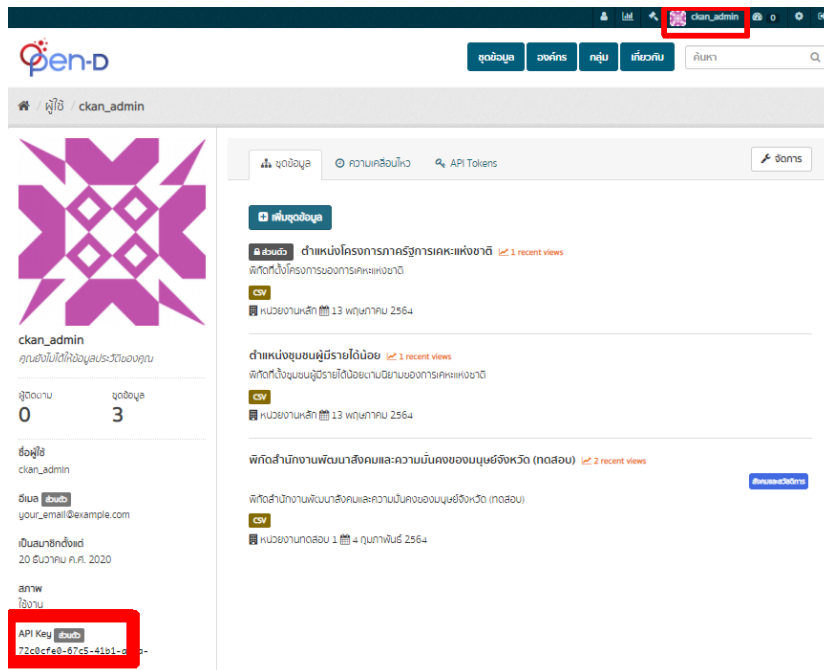 ckan_admin 0
Open-D
ชุดข้อมูล องค์กร กลุ่ม เกี่ยวกับ ค้นหา
/ ผู้ใช้ / ckan_admin
ชุดข้อมูล ความเคลื่อนไหว API Tokens จัดการ
เพิ่มชุดข้อมูล
ส่วนตัว ตำแหน่งโครงการภาครัฐการเคหะแห่งชาติ 1 recent views
พิกัดที่ตั้งโครงการของการเคหะแห่งชาติ
CSV
หน่วยงานหลัก 13 พฤษภาคม 2564
ตำแหน่งชุมชนผู้มีรายได้น้อย 1 recent views
พิกัดที่ตั้งชุมชนผู้มีรายได้น้อยตามนิยามของการเคหะแห่งชาติ
CSV
หน่วยงานหลัก 13 พฤษภาคม 2564
พิกัดสำนักงานพัฒนาสังคมและความมั่นคงของมนุษย์จังหวัด (ทดสอบ) 2 recent views
สังคมและสวัสดิการ
พิกัดสำนักงานพัฒนาสังคมและความมั่นคงของมนุษย์จังหวัด (ทดสอบ)
CSV
หน่วยงานทดสอบ 1 4 กุมภาพันธ์ 2564
ckan_admin
คุณยังไม่ได้ให้ข้อมูลประวัติของคุณ
ผู้ติดตาม ชุดข้อมูล
0 3
ชื่อผู้ใช้
ckan_admin
อีเมล ส่วนตัว
your_email@example.com
เป็นสมาชิกตั้งแต่
20 ธันวาคม ค.ศ. 2020
สภาพ
ใช้งาน
API Key ส่วนตัว
72c0cfe0-67c5-41b1-